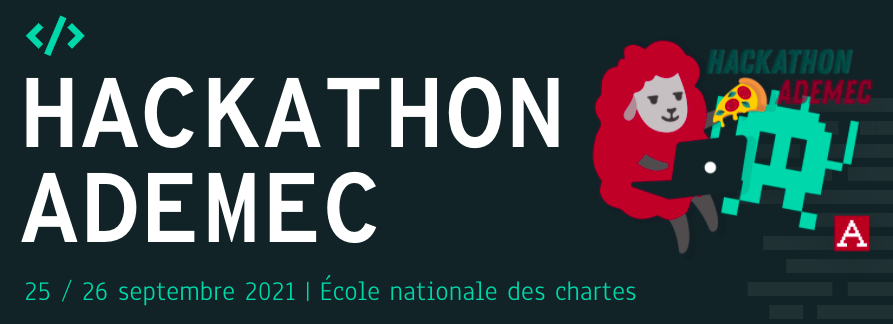 </>
HACKATHON
ADEMEC
25 / 26 septembre 2021 | École nationale des chartes
HACKATHON
ADEMEC
A